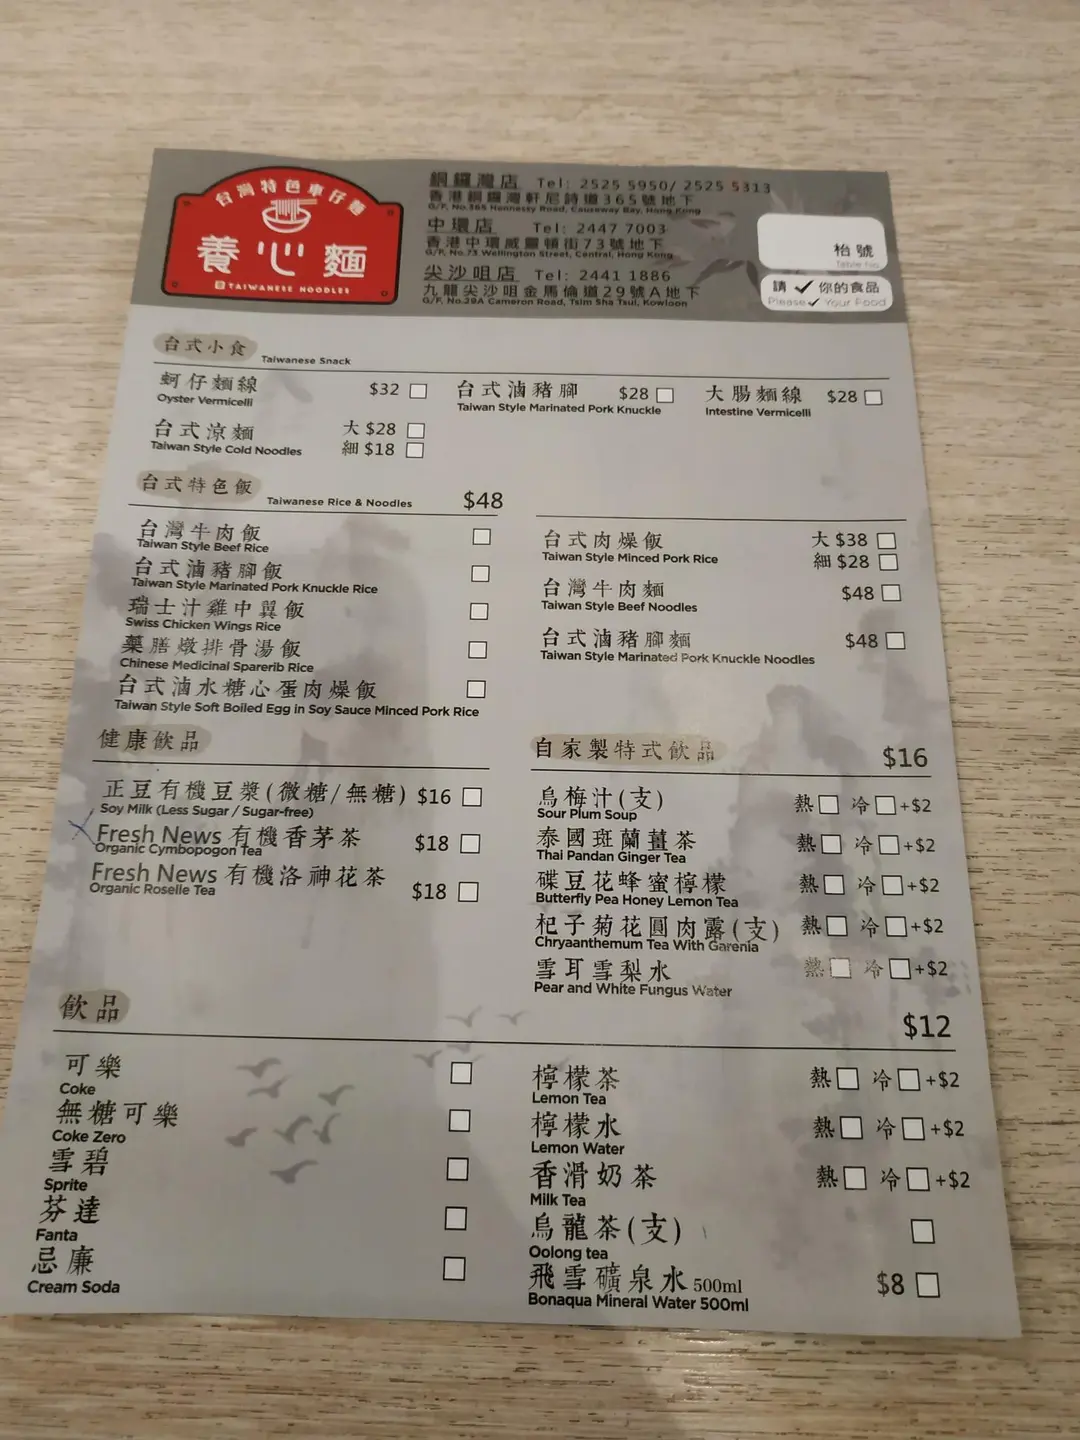 台灣特色車仔麵
養心麵
TAIWANESE NOODLES
銅鑼灣店 Tel: 2525 5950/ 2525 5313
香港銅鑼灣軒尼詩道365號地下
G/F, No.365 Hennessy Road, Causeway Bay, Hong Kong
中環店 Tel: 2447 7003
香港中環威靈頓街73號地下
G/F, No.73 Wellington Street, Central, Hong Kong
尖沙咀店 Tel: 2441 1886
九龍尖沙咀金馬倫道29號A地下
G/F, No.29A Cameron Road, Tsim Sha Tsui, Kowloon
枱號
Table No
請 ✓ 你的食品
Please ✓ Your Food
台式小食 Taiwanese Snack
蚵仔麵線 $32
Oyster Vermicelli
台式滷豬腳 $28
Taiwan Style Marinated Pork Knuckle
大腸麵線 $28
Intestine Vermicelli
台式涼麵 大 $28
Taiwan Style Cold Noodles 細 $18
台式特色飯 Taiwanese Rice & Noodles $48
台灣牛肉飯
Taiwan Style Beef Rice
台式滷豬腳飯
Taiwan Style Marinated Pork Knuckle Rice
瑞士汁雞中翼飯
Swiss Chicken Wings Rice
藥膳燉排骨湯飯
Chinese Medicinal Sparerib Rice
台式滷水糖心蛋肉燥飯
Taiwan Style Soft Boiled Egg in Soy Sauce Minced Pork Rice
台式肉燥飯 大 $38
Taiwan Style Minced Pork Rice 細 $28
台灣牛肉麵 $48
Taiwan Style Beef Noodles
台式滷豬腳麵 $48
Taiwan Style Marinated Pork Knuckle Noodles
健康飲品
正豆有機豆漿(微糖/無糖) $16
Soy Milk (Less Sugar / Sugar-free)
Fresh News 有機香茅茶 $18
Organic Cymbopogon Tea
Fresh News 有機洛神花茶 $18
Organic Roselle Tea
自家製特式飲品 $16
烏梅汁(支) 熱 冷 +$2
Sour Plum Soup
泰國斑蘭薑茶 熱 冷 +$2
Thai Pandan Ginger Tea
碟豆花蜂蜜檸檬 熱 冷 +$2
Butterfly Pea Honey Lemon Tea
杞子菊花圓肉露(支) 熱 冷 +$2
Chryaanthemum Tea With Garenia
雪耳雪梨水 熱 冷 +$2
Pear and White Fungus Water
飲品 $12
可樂
Coke
無糖可樂
Coke Zero
雪碧
Sprite
芬達
Fanta
忌廉
Cream Soda
檸檬茶 熱 冷 +$2
Lemon Tea
檸檬水 熱 冷 +$2
Lemon Water
香滑奶茶 熱 冷 +$2
Milk Tea
烏龍茶(支)
Oolong tea
飛雪礦泉水 500ml $8
Bonaqua Mineral Water 500ml